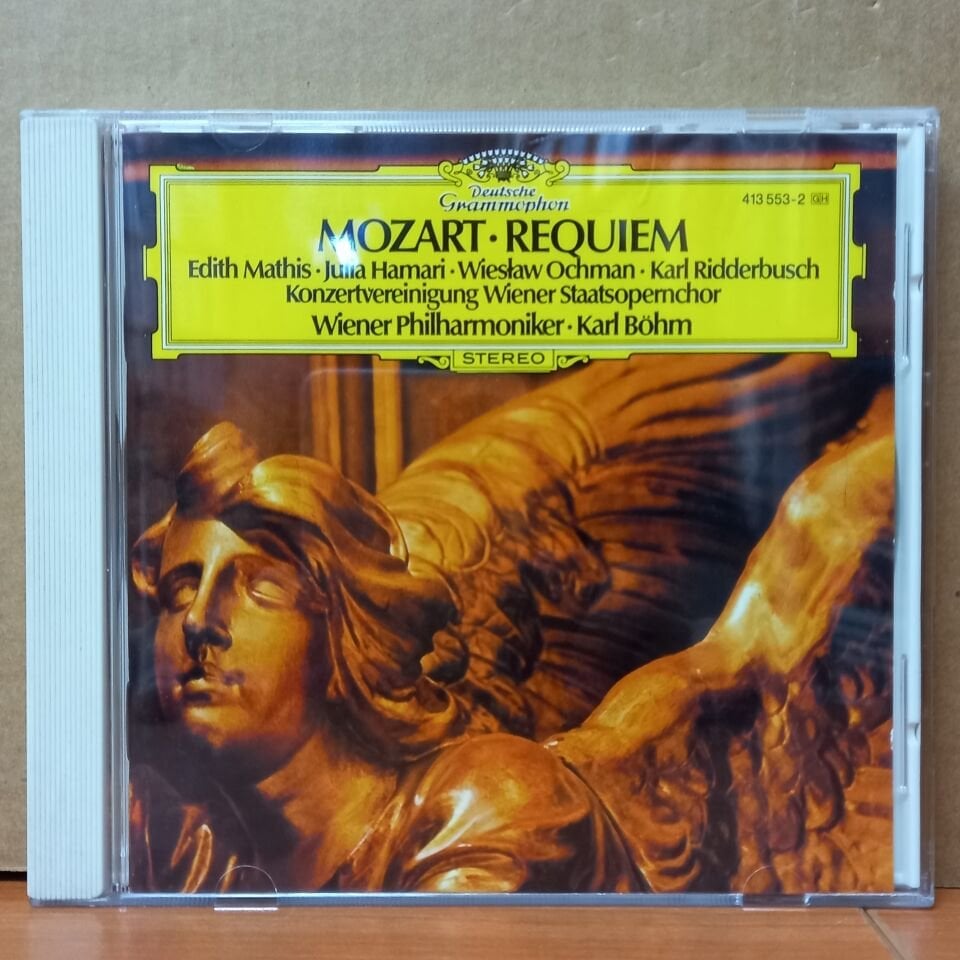 Deutsche
Grammophon
413 553-2 GH
MOZART · REQUIEM
Edith Mathis · Julia Hamari · Wiesław Ochman · Karl Ridderbusch
Konzertvereinigung Wiener Staatsopernchor
Wiener Philharmoniker · Karl Böhm
STEREO